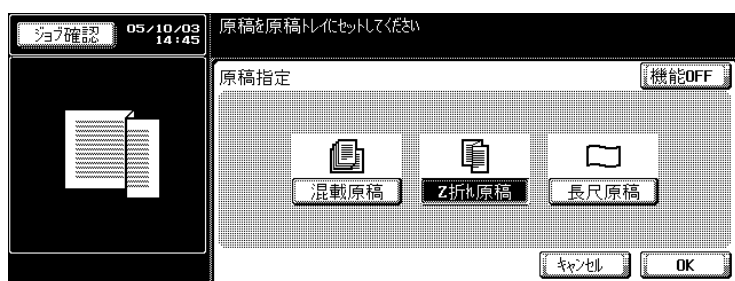 ジョブ確認
05/10/03
14:45
原稿を原稿トレイにセットしてください
原稿指定
機能OFF
混載原稿
Z折れ原稿
長尺原稿
キャンセル
OK